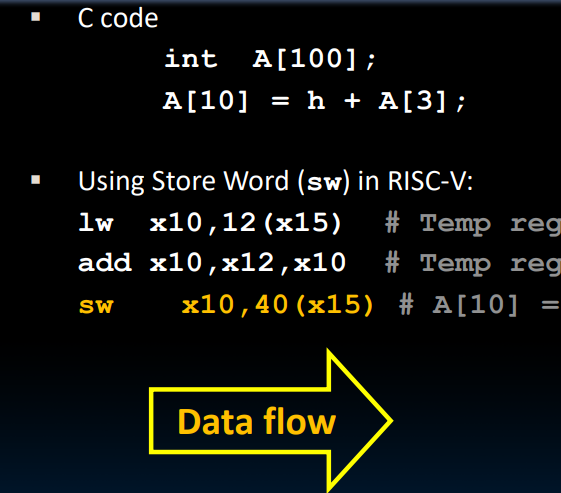 ▪ C code
int A[100];
A[10] = h + A[3];
▪ Using Store Word (sw) in RISC-V:
lw x10,12(x15) # Temp reg
add x10,x12,x10 # Temp reg
sw x10,40(x15) # A[10] =
Data flow